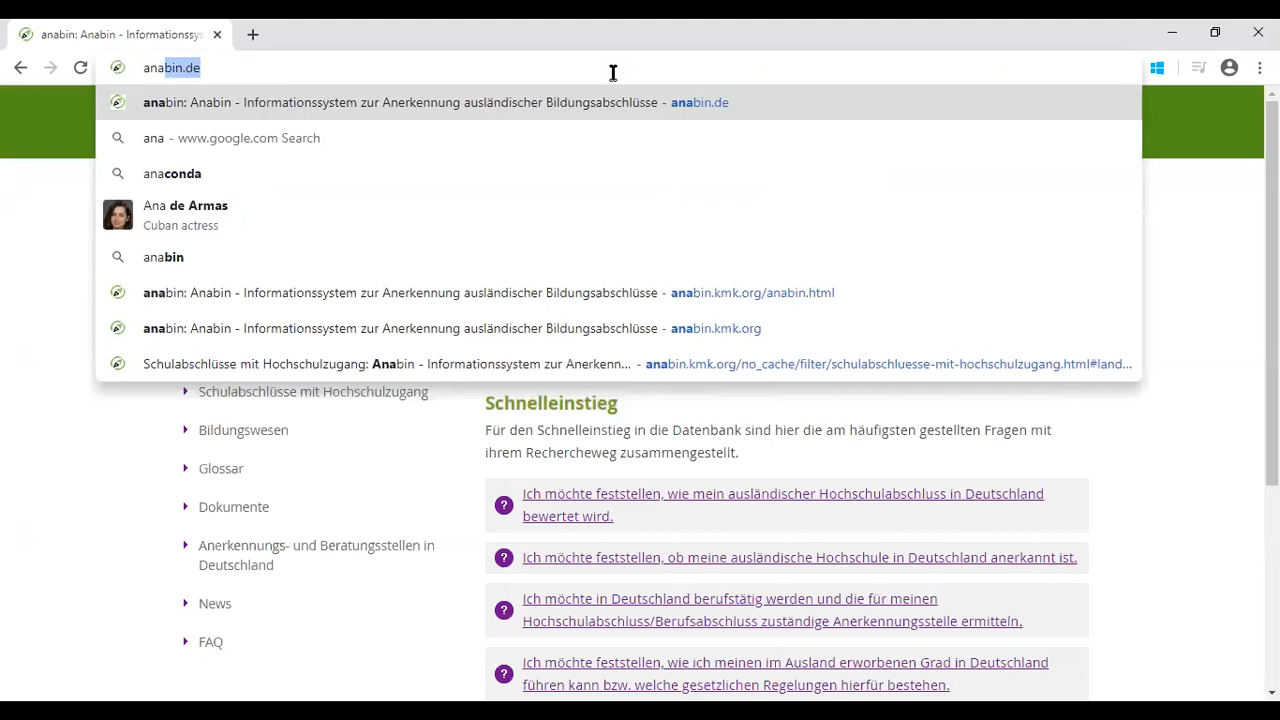 anabin: Anabin - Informationssys
anabin.de
anabin: Anabin - Informationssystem zur Anerkennung ausländischer Bildungsabschlüsse - anabin.de
ana - www.google.com Search
anaconda
Ana de Armas
Cuban actress
anabin
anabin: Anabin - Informationssystem zur Anerkennung ausländischer Bildungsabschlüsse - anabin.kmk.org/anabin.html
anabin: Anabin - Informationssystem zur Anerkennung ausländischer Bildungsabschlüsse - anabin.kmk.org
Schulabschlüsse mit Hochschulzugang: Anabin - Informationssystem zur Anerkenn... - anabin.kmk.org/no_cache/filter/schulabschluesse-mit-hochschulzugang.html#land...
Schulabschlüsse mit Hochschulzugang
Bildungswesen
Glossar
Dokumente
Anerkennungs- und Beratungsstellen in
Deutschland
News
FAQ
Schnelleinstieg
Für den Schnelleinstieg in die Datenbank sind hier die am häufigsten gestellten Fragen mit
ihrem Rechercheweg zusammengestellt.
? Ich möchte feststellen, wie mein ausländischer Hochschulabschluss in Deutschland
bewertet wird.
? Ich möchte feststellen, ob meine ausländische Hochschule in Deutschland anerkannt ist.
? Ich möchte in Deutschland berufstätig werden und die für meinen
Hochschulabschluss/Berufsabschluss zuständige Anerkennungsstelle ermitteln.
? Ich möchte feststellen, wie ich meinen im Ausland erworbenen Grad in Deutschland
führen kann bzw. welche gesetzlichen Regelungen hierfür bestehen.